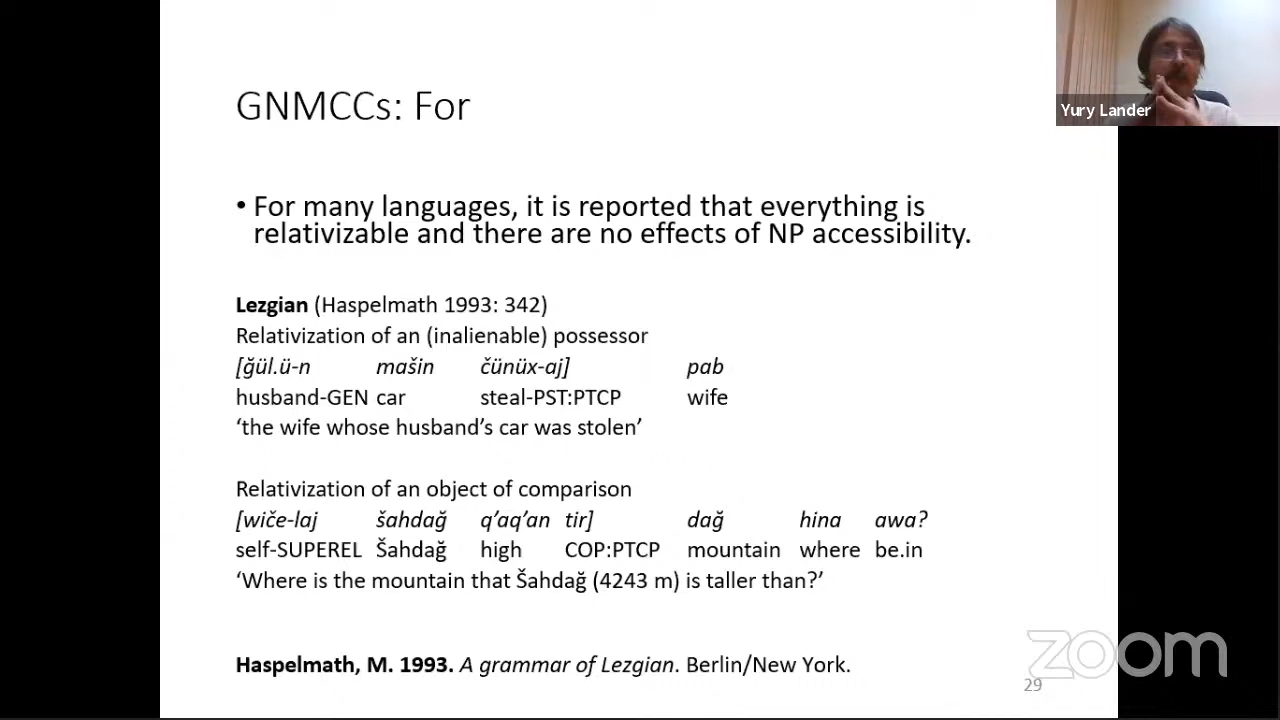 GNMCCs: For
Yury Lander
• For many languages, it is reported that everything is
relativizable and there are no effects of NP accessibility.
Lezgian (Haspelmath 1993: 342)
Relativization of an (inalienable) possessor
[ğül.ü-n mašin čünüx-aj] pab
husband-GEN car steal-PST:PTCP wife
‘the wife whose husband’s car was stolen’
Relativization of an object of comparison
[wiče-laj šahdağ q’aq’an tir] dağ hina awa?
self-SUPEREL Šahdağ high COP:PTCP mountain where be.in
‘Where is the mountain that Šahdağ (4243 m) is taller than?’
Haspelmath, M. 1993. A grammar of Lezgian. Berlin/New York.
zoom
29